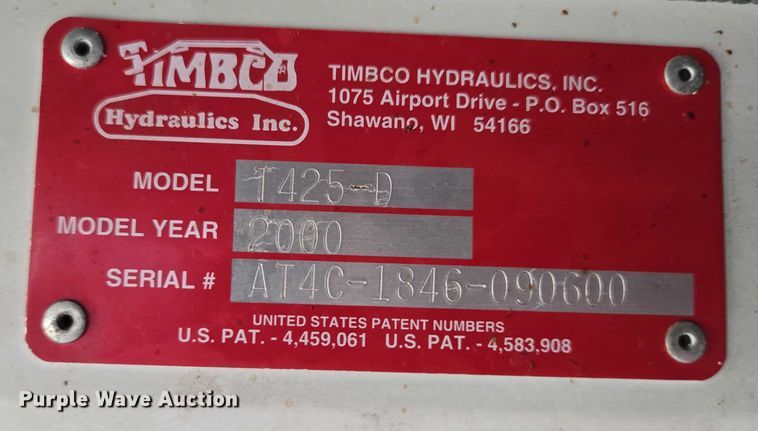 TIMBCO
Hydraulics Inc.
TIMBCO HYDRAULICS, INC.
1075 Airport Drive - P.O. Box 516
Shawano, WI 54166
MODEL T425-D
MODEL YEAR 2000
SERIAL # AT4C-1846-090600
UNITED STATES PATENT NUMBERS
U.S. PAT. - 4,459,061 U.S. PAT. - 4,583,908
Purple Wave Auction